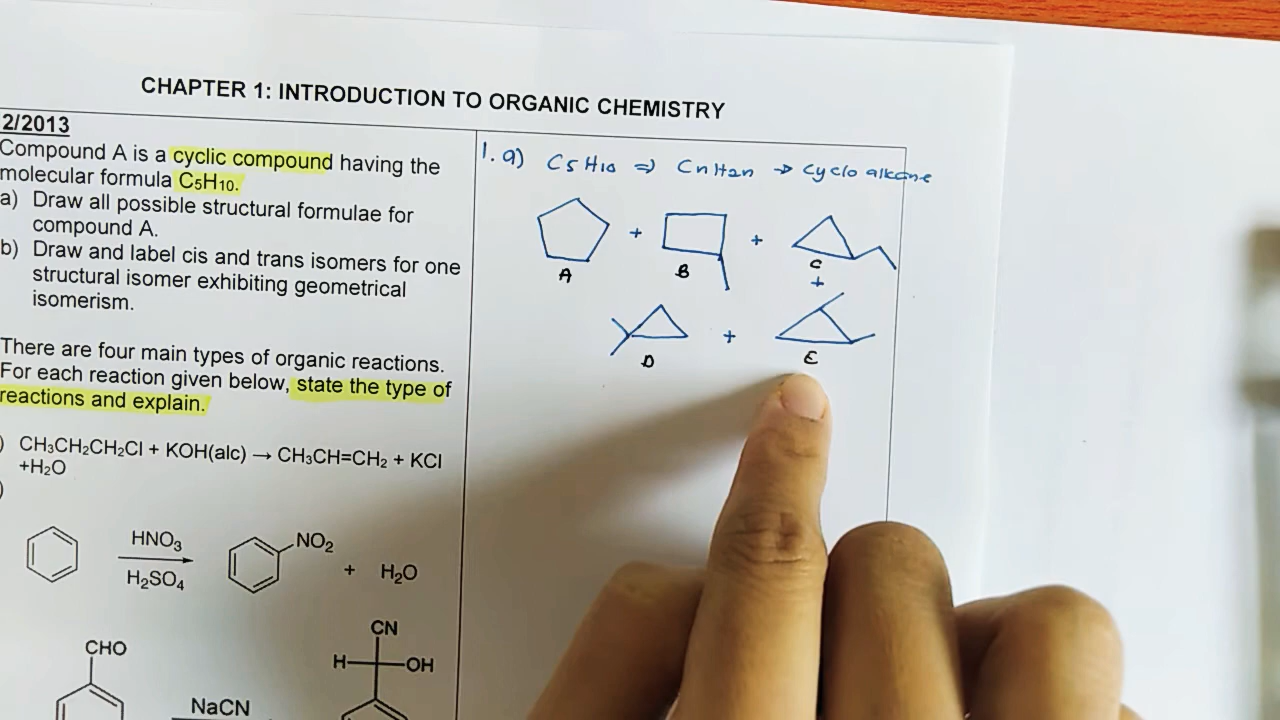 CHAPTER 1: INTRODUCTION TO ORGANIC CHEMISTRY
2/2013
Compound A is a cyclic compound having the
molecular formula C₅H₁₀.
a) Draw all possible structural formulae for
compound A.
b) Draw and label cis and trans isomers for one
structural isomer exhibiting geometrical
isomerism.
There are four main types of organic reactions.
For each reaction given below, state the type of
reactions and explain.
) CH₃CH₂CH₂Cl + KOH(alc) → CH₃CH=CH₂ + KCl
+H₂O
)
HNO₃
H₂SO₄
NO₂
+ H₂O
CHO
NaCN
CN
H
OH
1. a) C5H10 ⇒ CnH2n → Cyclo alkane
+ +
A B C
+
+
D E